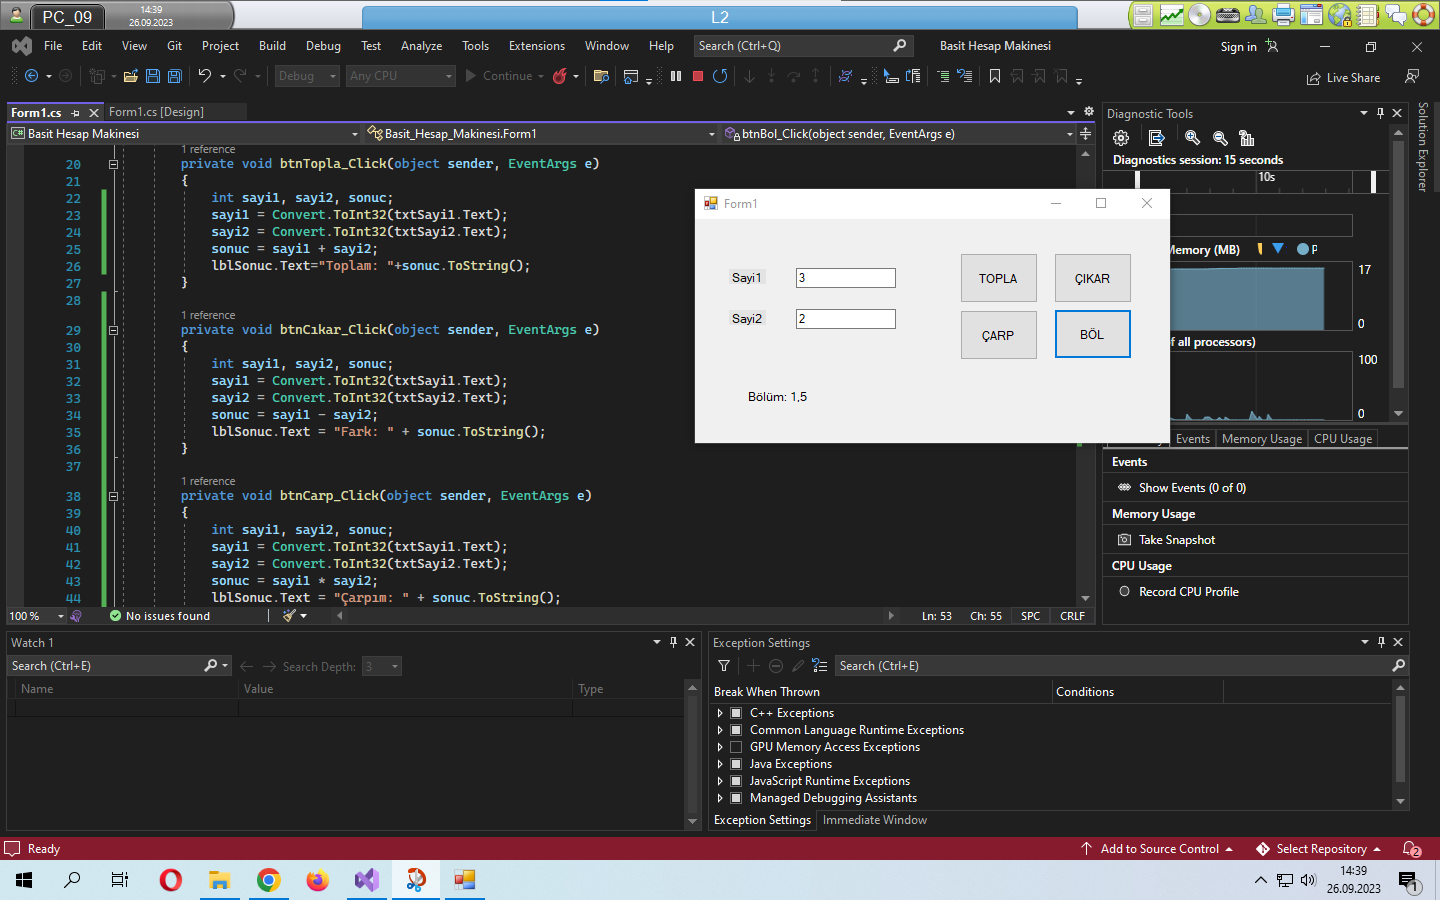 PC_09
14:39
26.09.2023
L2
File Edit View Git Project Build Debug Test Analyze Tools Extensions Window Help Search (Ctrl+Q) Basit Hesap Makinesi Sign in
Debug Any CPU Continue Live Share
Form1.cs Form1.cs [Design]
Basit Hesap Makinesi Basit_Hesap_Makinesi.Form1 btnBol_Click(object sender, EventArgs e)
1 reference
20 private void btnTopla_Click(object sender, EventArgs e)
21 {
22 int sayi1, sayi2, sonuc;
23 sayi1 = Convert.ToInt32(txtSayi1.Text);
24 sayi2 = Convert.ToInt32(txtSayi2.Text);
25 sonuc = sayi1 + sayi2;
26 lblSonuc.Text="Toplam: "+sonuc.ToString();
27 }
28
1 reference
29 private void btnCıkar_Click(object sender, EventArgs e)
30 {
31 int sayi1, sayi2, sonuc;
32 sayi1 = Convert.ToInt32(txtSayi1.Text);
33 sayi2 = Convert.ToInt32(txtSayi2.Text);
34 sonuc = sayi1 - sayi2;
35 lblSonuc.Text = "Fark: " + sonuc.ToString();
36 }
37
1 reference
38 private void btnCarp_Click(object sender, EventArgs e)
39 {
40 int sayi1, sayi2, sonuc;
41 sayi1 = Convert.ToInt32(txtSayi1.Text);
42 sayi2 = Convert.ToInt32(txtSayi2.Text);
43 sonuc = sayi1 * sayi2;
44 lblSonuc.Text = "Çarpım: " + sonuc.ToString();
100 % No issues found Ln: 53 Ch: 55 SPC CRLF
Form1
Sayi1 3 TOPLA ÇIKAR
Sayi2 2 ÇARP BÖL
Bölüm: 1,5
Diagnostic Tools
Diagnostics session: 15 seconds
10s
Memory (MB) P
17
0
of all processors)
100
0
Events Memory Usage CPU Usage
Events
Show Events (0 of 0)
Memory Usage
Take Snapshot
CPU Usage
Record CPU Profile
Solution Explorer
Watch 1
Search (Ctrl+E) Search Depth: 3
Name Value Type
Exception Settings
Search (Ctrl+E)
Break When Thrown Conditions
C++ Exceptions
Common Language Runtime Exceptions
GPU Memory Access Exceptions
Java Exceptions
JavaScript Runtime Exceptions
Managed Debugging Assistants
Exception Settings Immediate Window
Ready Add to Source Control Select Repository 2
14:39
26.09.2023
1